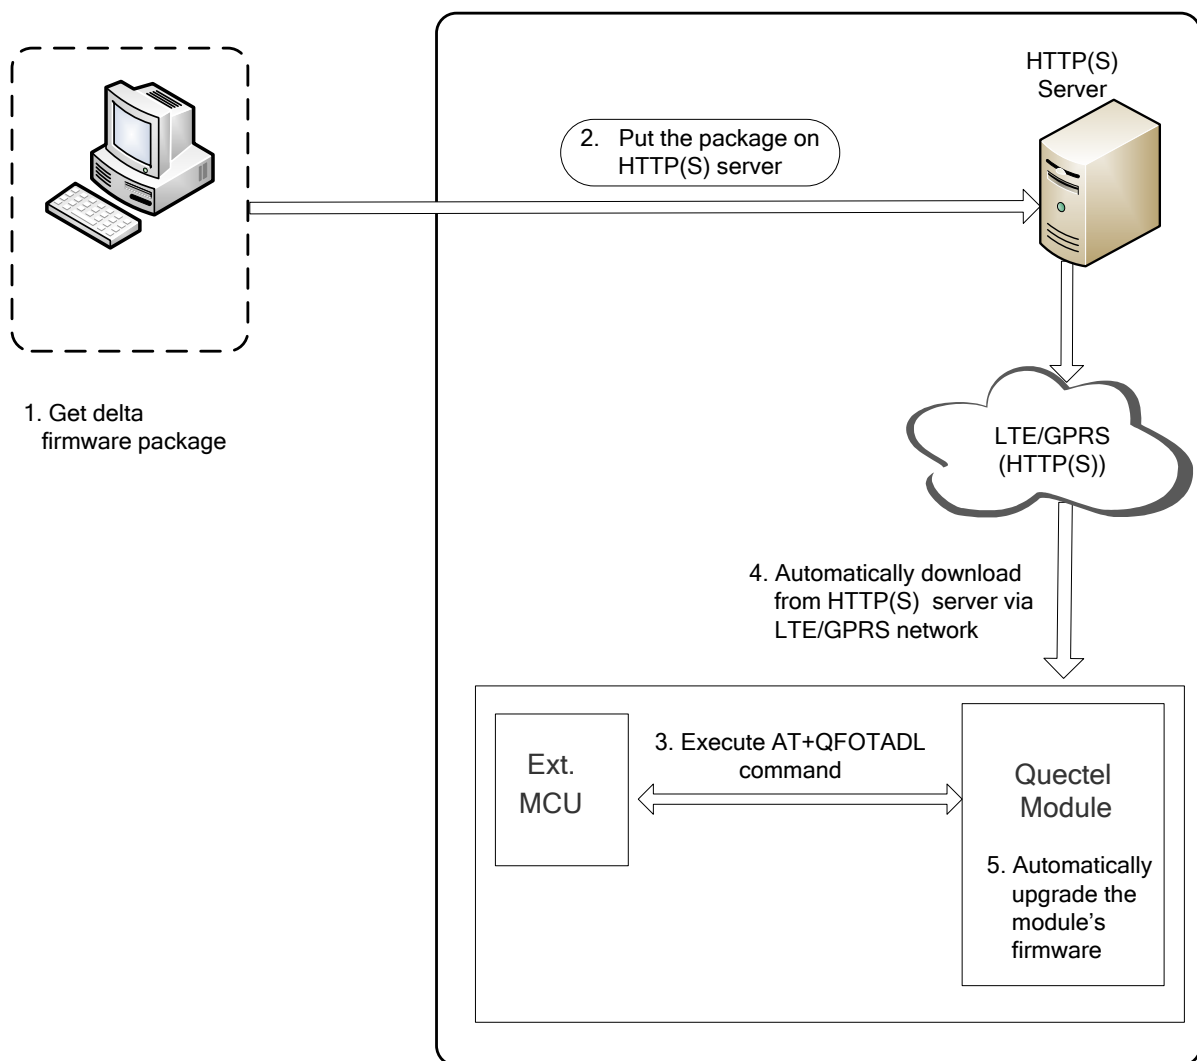 HTTP(S)
Server
2. Put the package on
HTTP(S) server
1. Get delta
firmware package
LTE/GPRS
(HTTP(S))
4. Automatically download
from HTTP(S) server via
LTE/GPRS network
3. Execute AT+QFOTADL
command
Ext.
MCU
Quectel
Module
5. Automatically
upgrade the
module's
firmware